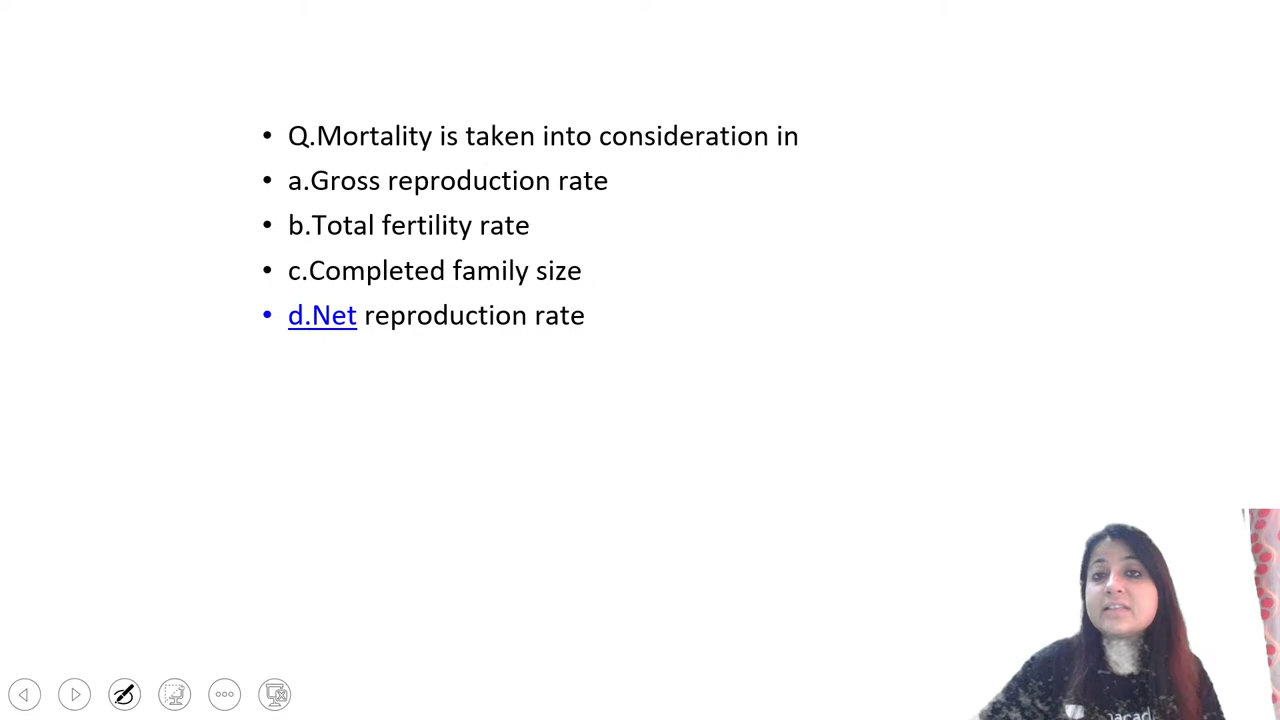 • Q.Mortality is taken into consideration in
• a.Gross reproduction rate
• b.Total fertility rate
• c.Completed family size
• d.Net reproduction rate